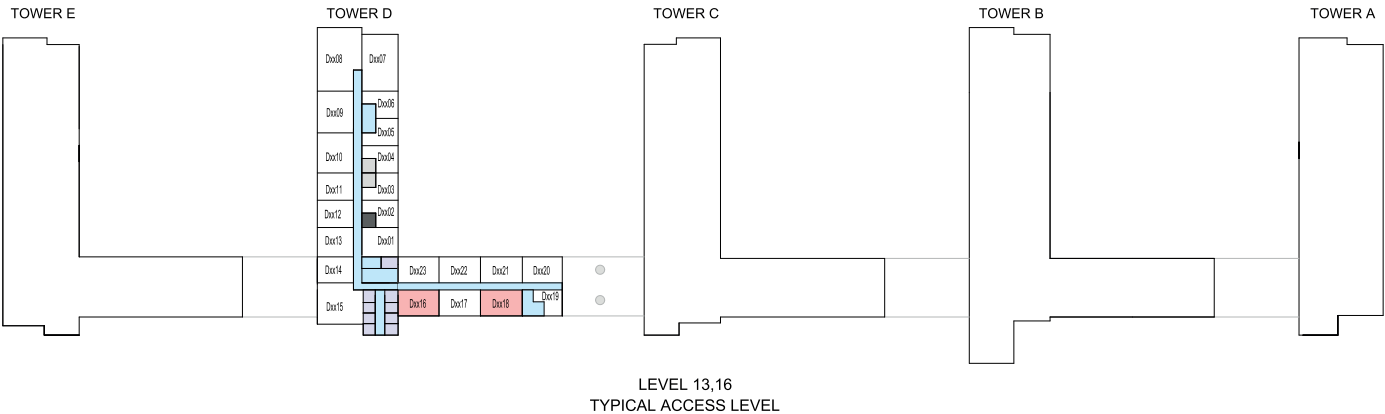 TOWER E
TOWER D
TOWER C
TOWER B
TOWER A
Dxx08
Dxx07
Dxx06
Dxx09
Dxx05
Dxx10
Dxx04
Dxx11
Dxx03
Dxx12
Dxx02
Dxx13
Dxx01
Dxx14
Dxx23
Dxx22
Dxx21
Dxx20
Dxx19
Dxx15
Dxx16
Dxx17
Dxx18
LEVEL 13,16
TYPICAL ACCESS LEVEL